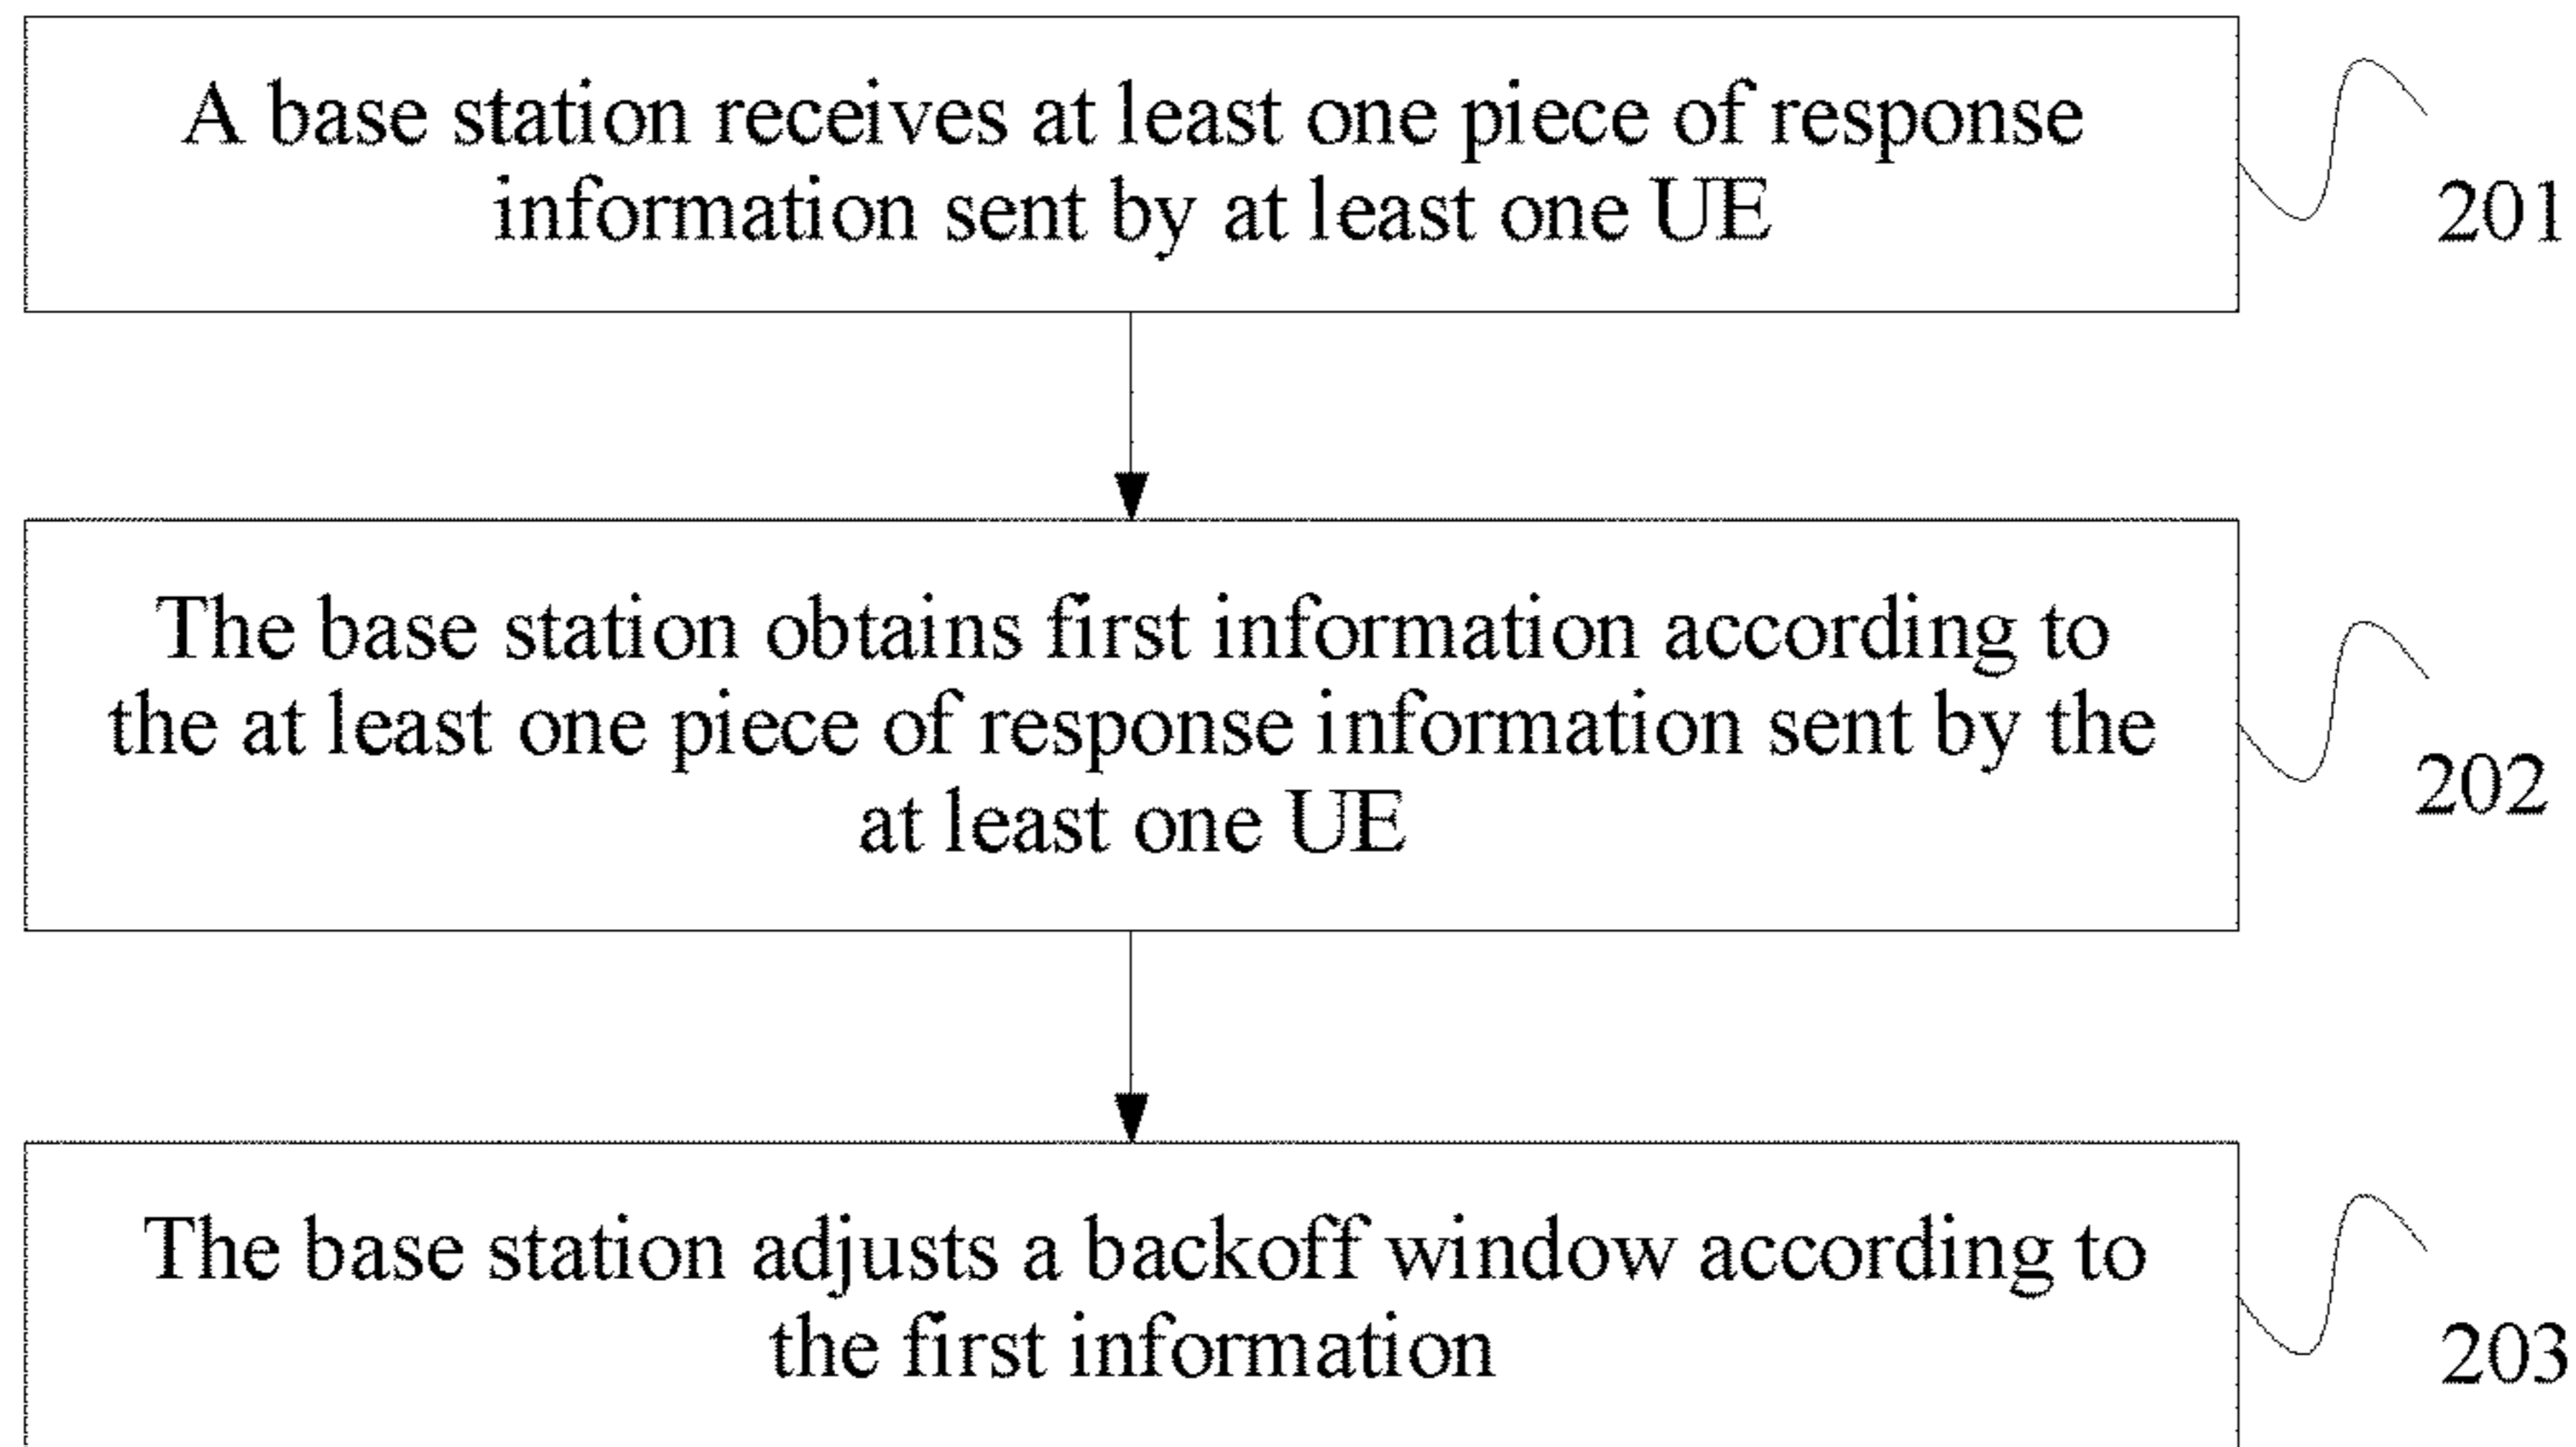 A base station receives at least one piece of response
information sent by at least one UE
201
The base station obtains first information according to
the at least one piece of response information sent by the
at least one UE
202
The base station adjusts a backoff window according to
the first information
203